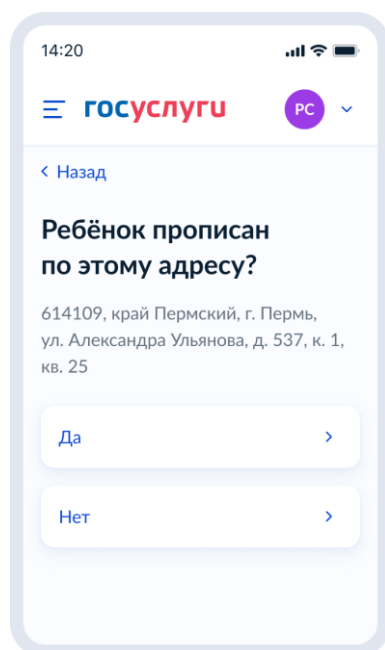 14:20
госуслуги
РС
Назад
Ребёнок прописан
по этому адресу?
614109, край Пермский, г. Пермь,
ул. Александра Ульянова, д. 537, к. 1,
кв. 25
Да
Нет